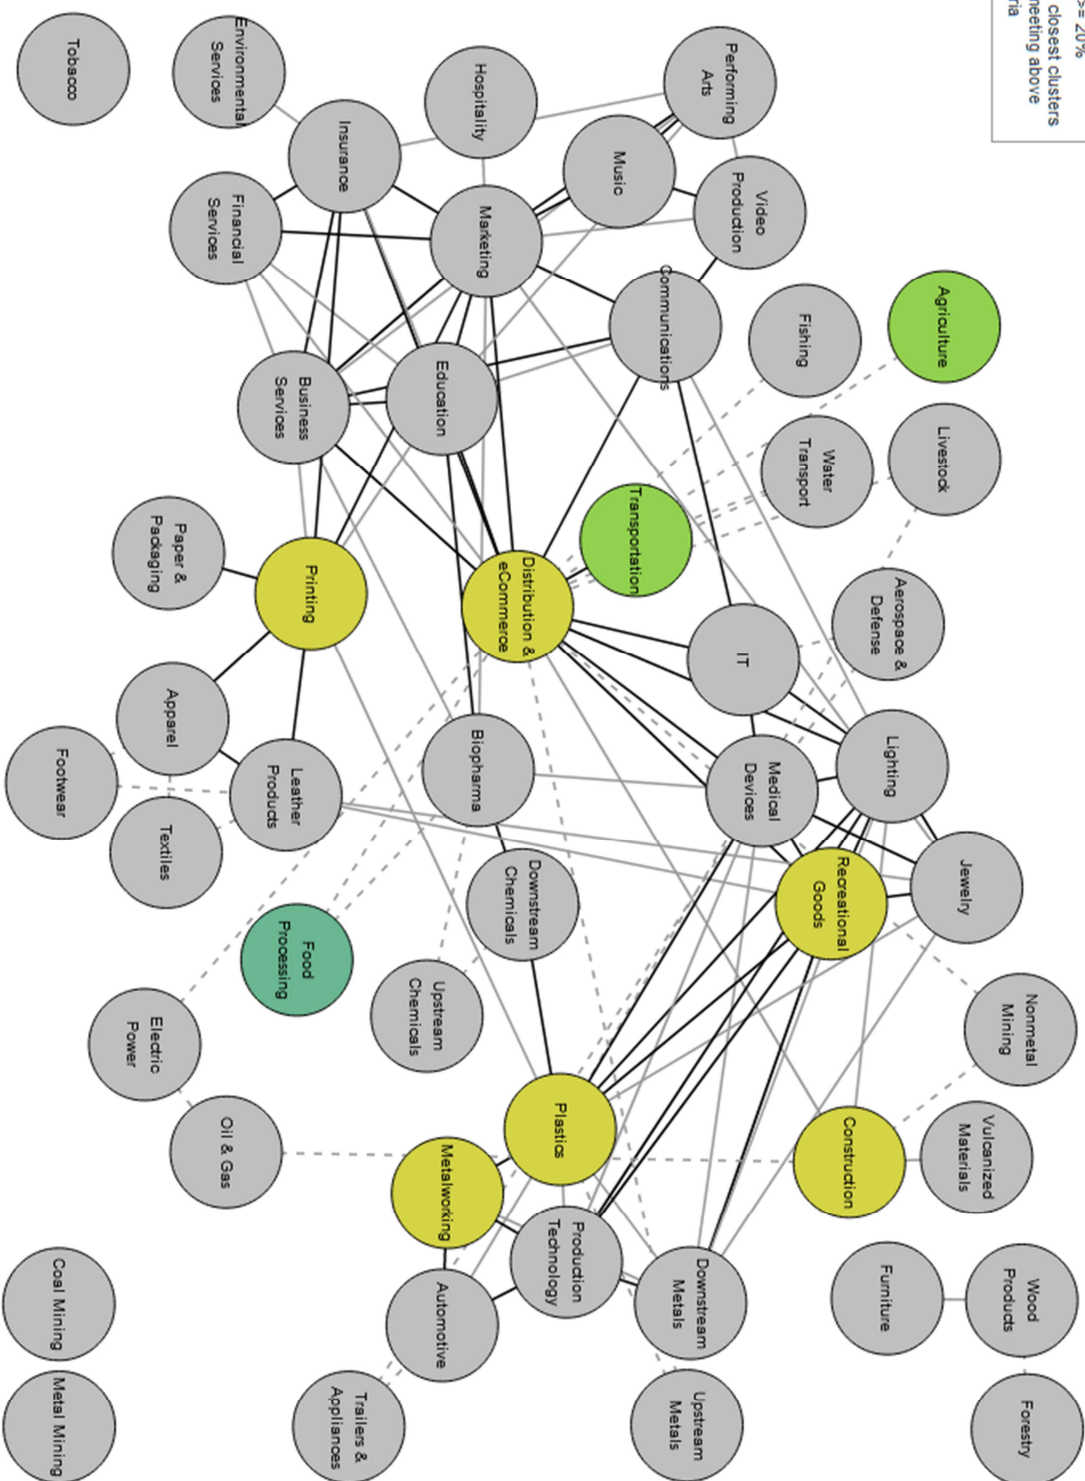 >= 20%
closest clusters
neeting above
ria
Tobacco
Environmental
Services
Hospitality
Performing
Arts
Insurance
Music
Video
Production
Financial
Services
Marketing
Communications
Fishing
Agriculture
Business
Services
Education
Water
Transport
Livestock
Paper &
Packaging
Transportation
Printing
Distribution &
eCommerce
IT
Aerospace &
Defense
Apparel
Footwear
Leather
Products
Textiles
Biopharma
Medical
Devices
Lighting
Downstream
Chemicals
Recreational
Goods
Jewelry
Food
Processing
Upstream
Chemicals
Nonmetal
Mining
Electric
Power
Oil & Gas
Plastics
Metalworking
Construction
Vulcanized
Materials
Production
Technology
Downstream
Metals
Furniture
Wood
Products
Automotive
Coal Mining
Metal Mining
Trailers &
Appliances
Upstream
Metals
Forestry